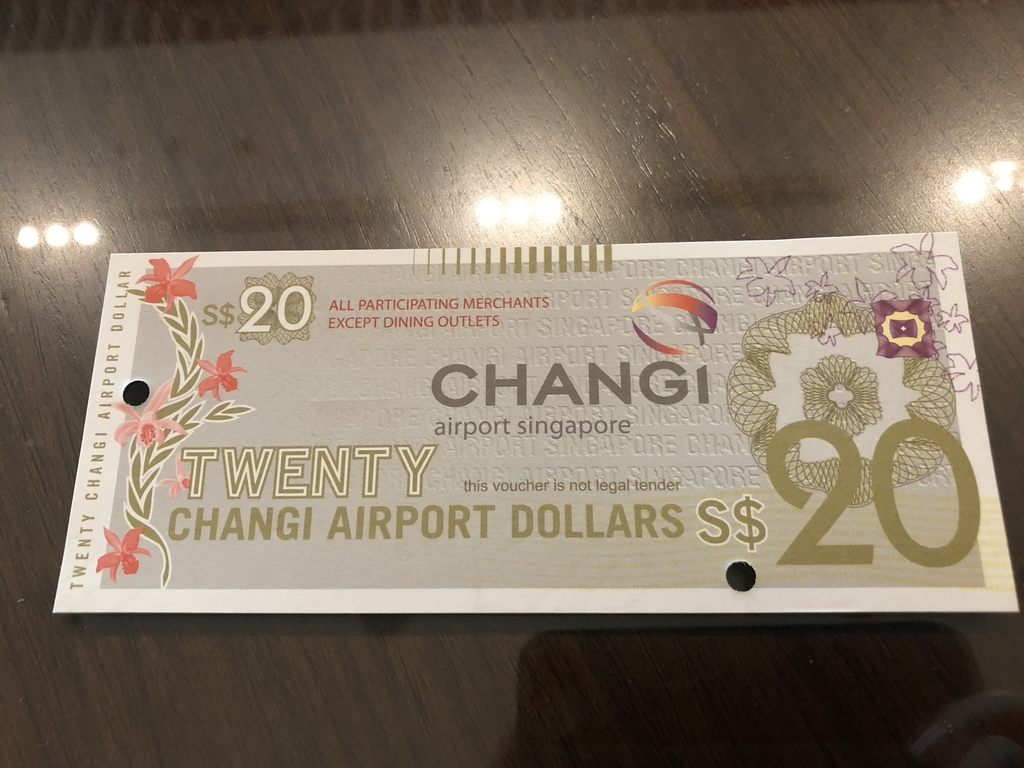 TWENTY CHANGI AIRPORT DOLLAR
S$20
ALL PARTICIPATING MERCHANTS
EXCEPT DINING OUTLETS
CHANGI
airport singapore
TWENTY
this voucher is not legal tender
CHANGI AIRPORT DOLLARS S$20